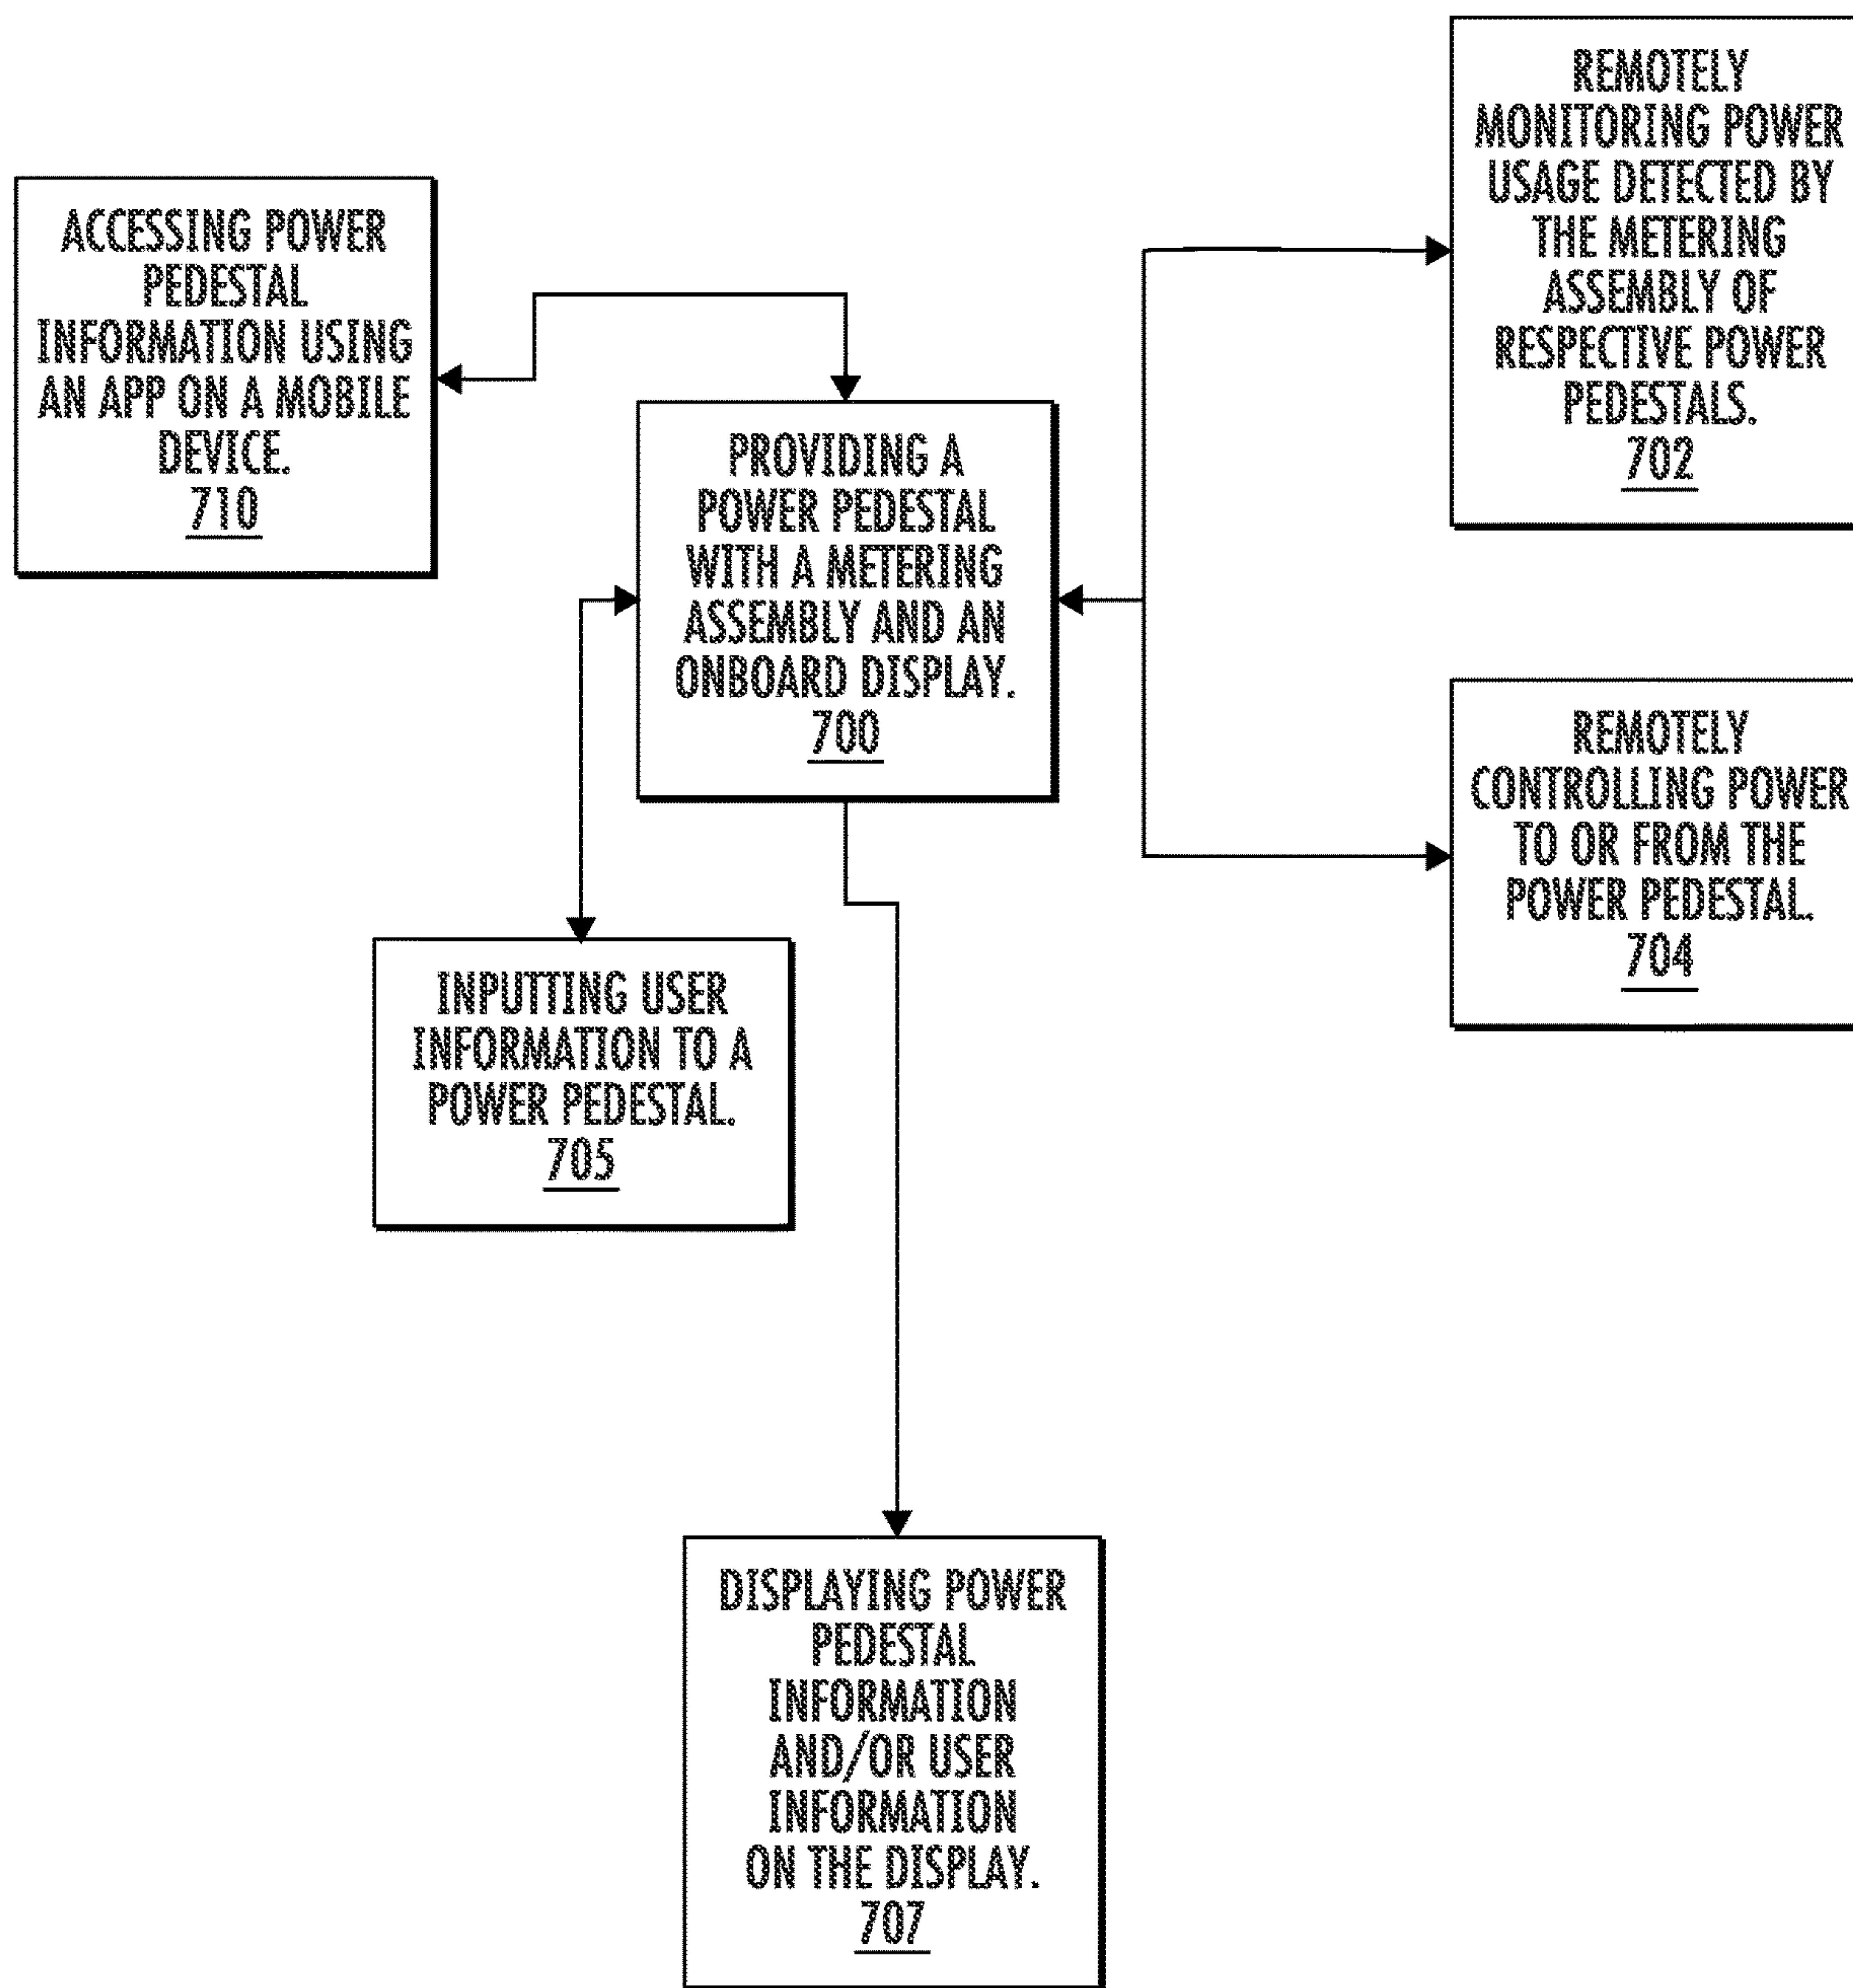 REMOTELY
MONITORING POWER
USAGE DETECTED BY
THE METERING
ASSEMBLY OF
RESPECTIVE POWER
PEDESTALS.
702
ACCESSING POWER
PEDESTAL
INFORMATION USING
AN APP ON A MOBILE
DEVICE.
710
PROVIDING A
POWER PEDESTAL
WITH A METERING
ASSEMBLY AND AN
ONBOARD DISPLAY.
700
REMOTELY
CONTROLLING POWER
TO OR FROM THE
POWER PEDESTAL.
704
INPUTTING USER
INFORMATION TO A
POWER PEDESTAL.
705
DISPLAYING POWER
PEDESTAL
INFORMATION
AND/OR USER
INFORMATION
ON THE DISPLAY.
707